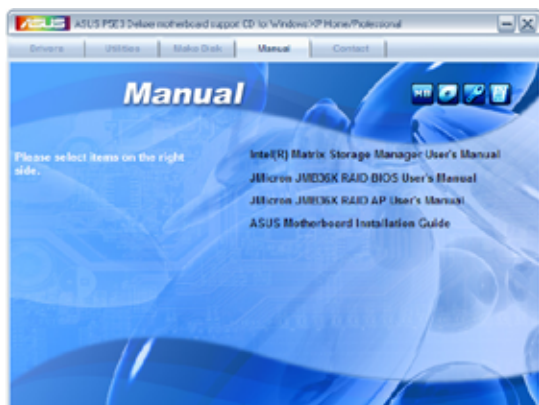 ASUS ASUS P5E3 Deluxe motherboard support CD for Windows XP Home/Professional
Drivers Utilities Make Disk Manual Contact
Manual
Please select items on the right
side.
Intel(R) Matrix Storage Manager User's Manual
JMicron JMB36X RAID BIOS User's Manual
JMicron JMB36X RAID AP User's Manual
ASUS Motherboard Installation Guide